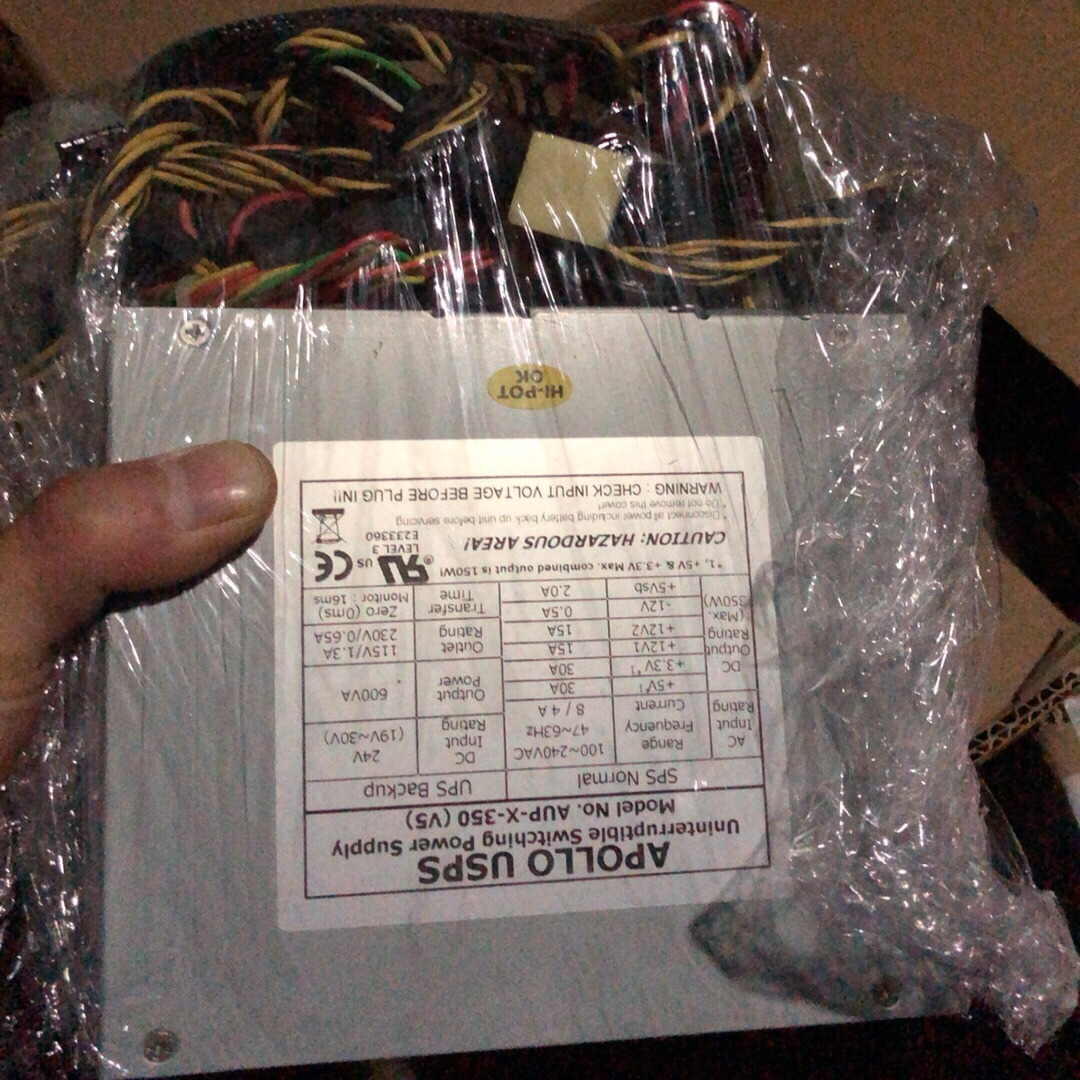 APOLLO USPS
Uninterruptible Switching Power Supply
Model No. AUP-X-350 (V5)
SPS Normal UPS Backup
AC Input Rating
Range 100~240VAC
Frequency 47~63Hz
Current 8 / 4 A
DC Input Rating 24V (19V~30V)
DC Output Rating (Max. 350W)
+5V*1 30A
+3.3V*1 30A
+12V1 15A
+12V2 15A
-12V 0.5A
+5Vsb 2.0A
Output Power 600VA
Outlet Rating 115V/1.3A 230V/0.65A
Transfer Time Zero (0ms) Monitor : 16ms
*1. +5V & +3.3V Max. combined output is 150W!
CAUTION: HAZARDOUS AREA!
* Disconnect all power including battery back up unit before servicing
* Do not remove this cover!
WARNING : CHECK INPUT VOLTAGE BEFORE PLUG IN!!
RU ® US CE
LEVEL 3
E233360
HI-POT
OK